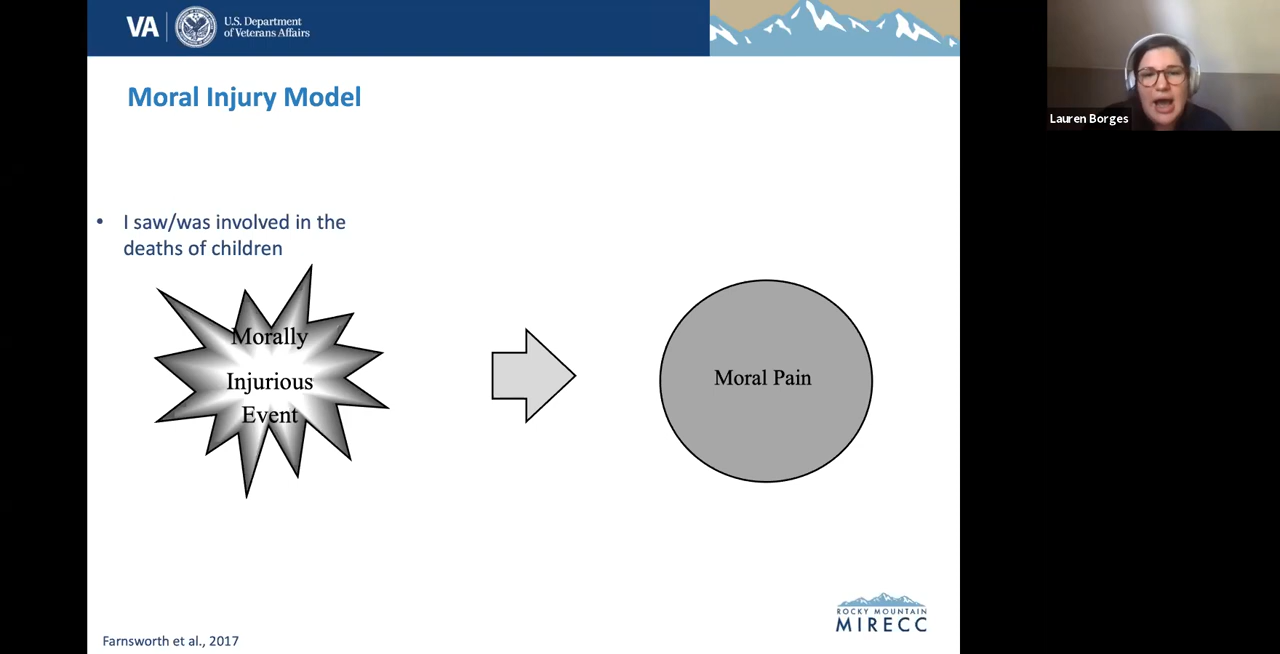 VA
U.S. Department
of Veterans Affairs
Lauren Borges
Moral Injury Model
• I saw/was involved in the
deaths of children
Morally
Injurious
Event
Moral Pain
ROCKY MOUNTAIN
MIRECC
Farnsworth et al., 2017